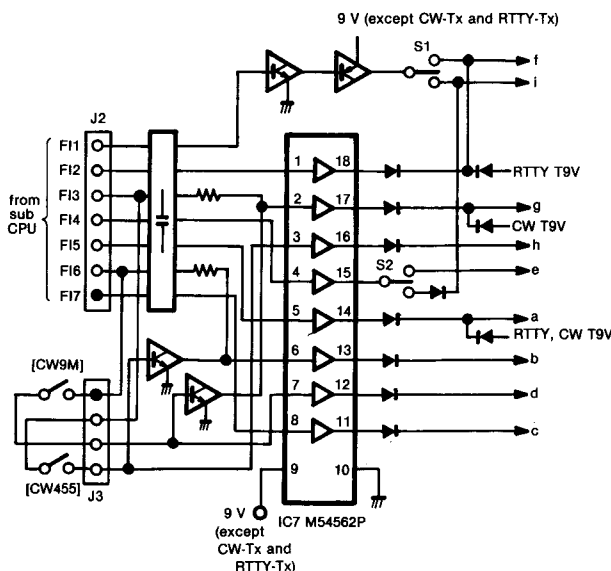 9 V (except CW-Tx and RTTY-Tx)
S1
f
i
J2
FI1
FI2
FI3
FI4
FI5
FI6
FI7
from
sub
CPU
1 18
2 17
3 16
4 15
5 14
6 13
7 12
8 11
9 10
RTTY T9V
g
CW T9V
h
S2
e
a
RTTY, CW T9V
b
d
c
[CW9M]
[CW455]
J3
9 V
(except
CW-Tx and
RTTY-Tx)
IC7 M54562P